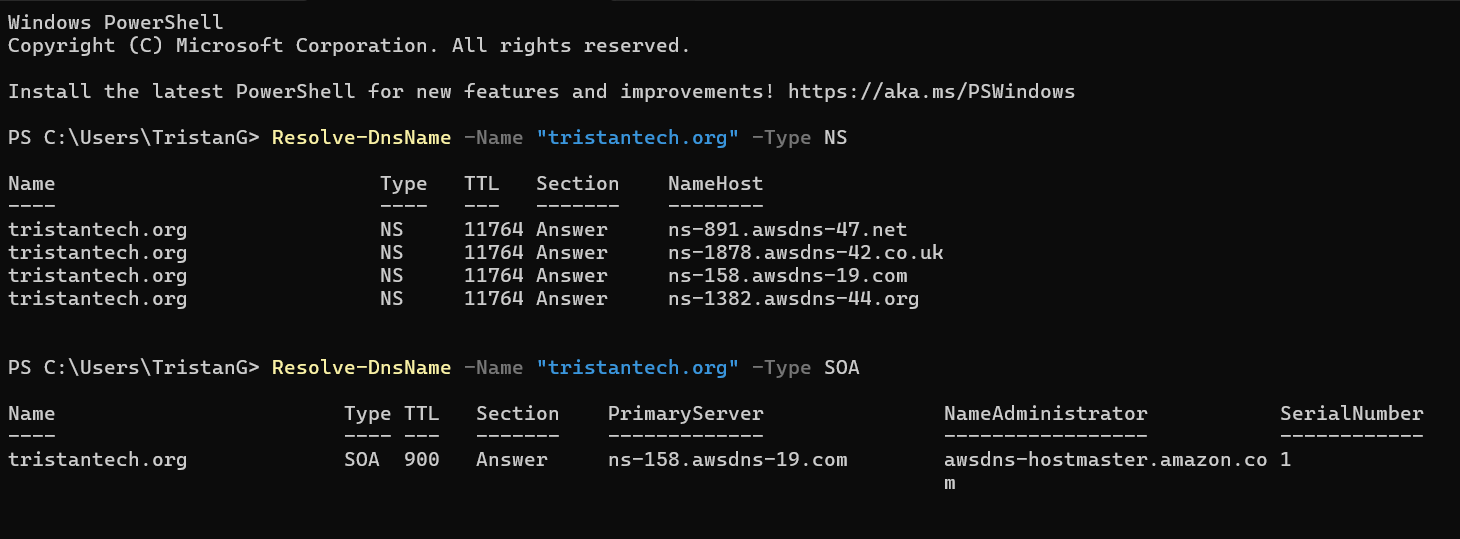 Windows PowerShell
Copyright (C) Microsoft Corporation. All rights reserved.
Install the latest PowerShell for new features and improvements! https://aka.ms/PSWindows
PS C:\Users\TristanG> Resolve-DnsName -Name "tristantech.org" -Type NS
Name Type TTL Section NameHost
---- ---- --- ------- --------
tristantech.org NS 11764 Answer ns-891.awsdns-47.net
tristantech.org NS 11764 Answer ns-1878.awsdns-42.co.uk
tristantech.org NS 11764 Answer ns-158.awsdns-19.com
tristantech.org NS 11764 Answer ns-1382.awsdns-44.org
PS C:\Users\TristanG> Resolve-DnsName -Name "tristantech.org" -Type SOA
Name Type TTL Section PrimaryServer NameAdministrator SerialNumber
---- ---- --- ------- ------------- ----------------- ------------
tristantech.org SOA 900 Answer ns-158.awsdns-19.com awsdns-hostmaster.amazon.co 1
m